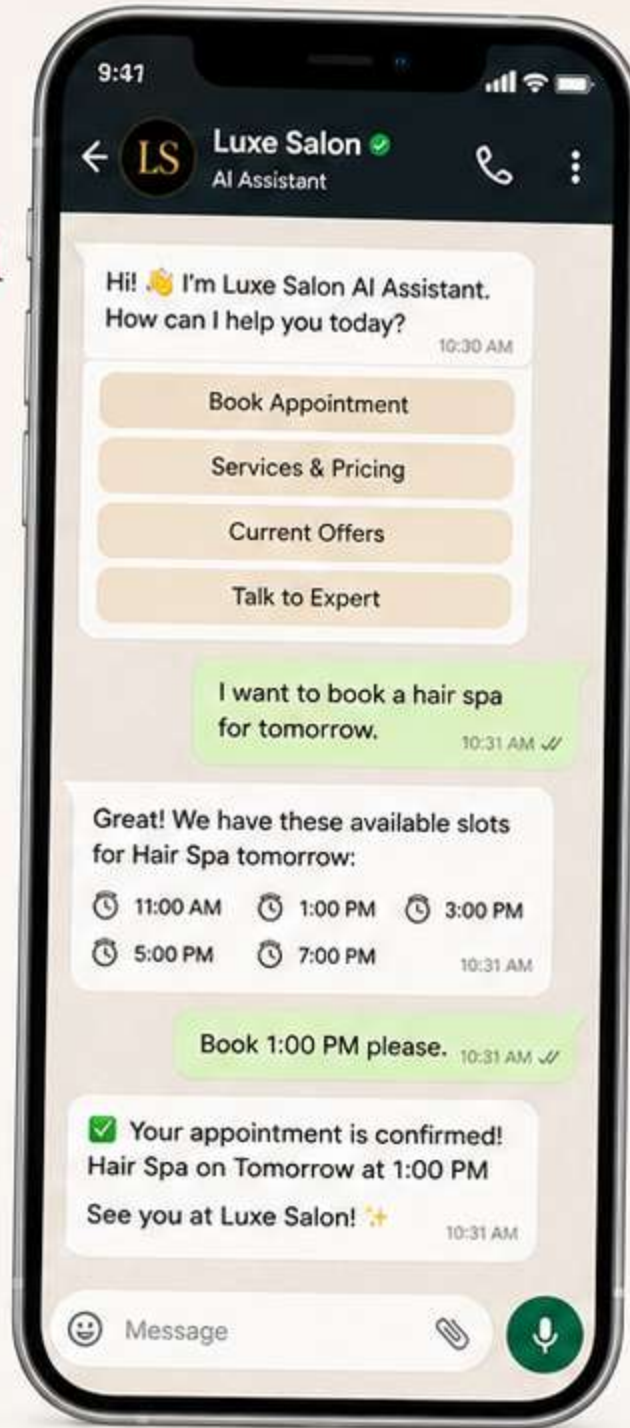 9:41
LS
Luxe Salon
AI Assistant
Hi! 👋 I'm Luxe Salon AI Assistant.
How can I help you today?
10:30 AM
Book Appointment
Services & Pricing
Current Offers
Talk to Expert
I want to book a hair spa
for tomorrow.
10:31 AM
Great! We have these available slots
for Hair Spa tomorrow:
11:00 AM 1:00 PM 3:00 PM
5:00 PM 7:00 PM
10:31 AM
Book 1:00 PM please. 10:31 AM
✅ Your appointment is confirmed!
Hair Spa on Tomorrow at 1:00 PM
See you at Luxe Salon! ✨
10:31 AM
Message